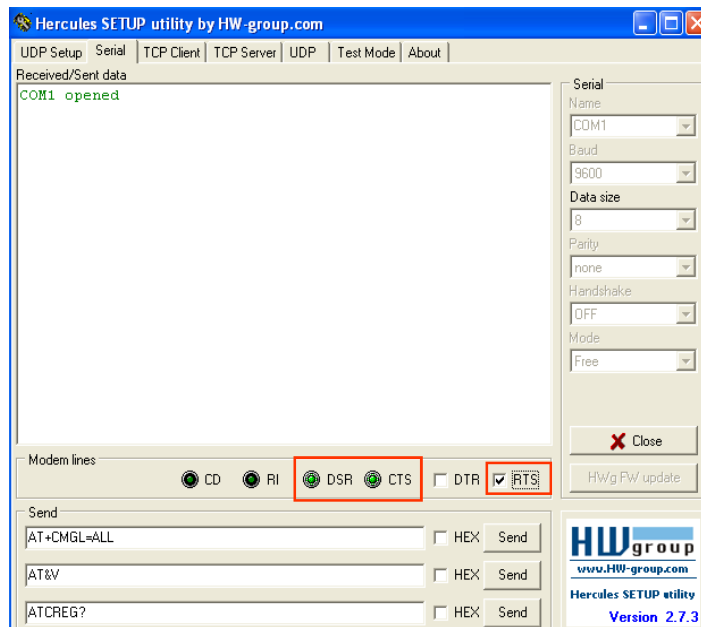 Hercules SETUP utility by HW-group.com
UDP Setup Serial TCP Client TCP Server UDP Test Mode About
Received/Sent data
COM1 opened
Serial
Name
COM1
Baud
9600
Data size
8
Parity
none
Handshake
OFF
Mode
Free
Close
HWg FW update
Modem lines
CD RI DSR CTS DTR RTS
Send
AT+CMGL=ALL HEX Send
AT&V HEX Send
ATCREG? HEX Send
HW group
www.HW-group.com
Hercules SETUP utility
Version 2.7.3